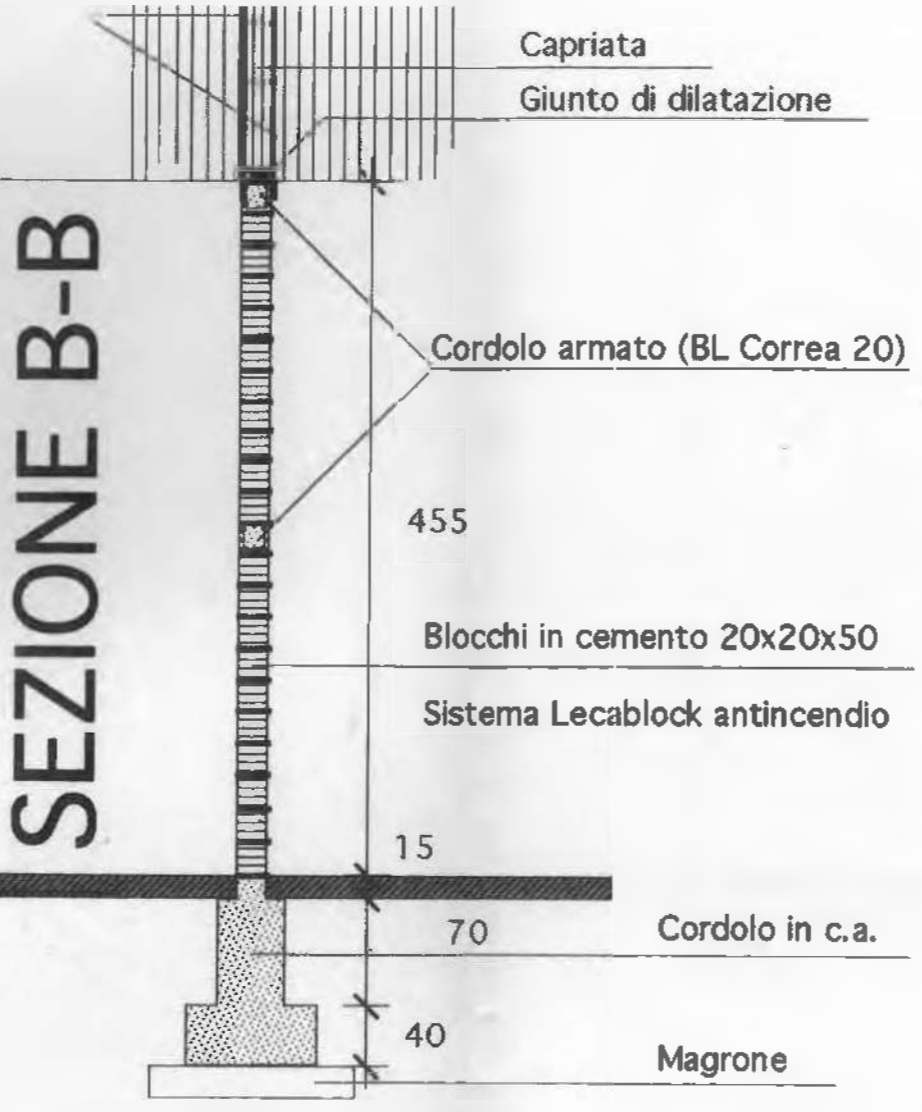 Capriata
Giunto di dilatazione
SEZIONE B-B
Cordolo armato (BL Correa 20)
455
Blocchi in cemento 20x20x50
Sistema Lecablock antincendio
15
70
Cordolo in c.a.
40
Magrone